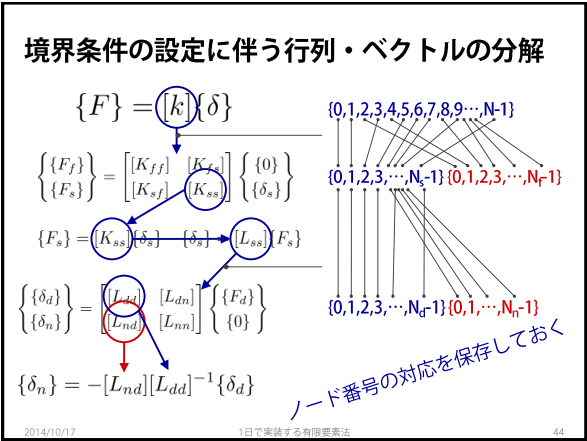 境界条件の設定に伴う行列・ベクトルの分解
{F} = [k]{δ}
{0,1,2,3,4,5,6,7,8,9…,N-1}
{{F_f} {F_s}} = [[K_ff] [K_fs] [K_sf] [K_ss]] {{0} {δ_s}}
{0,1,2,3,…,Ns-1}{0,1,2,3,…,Nf-1}
{F_s} = [K_ss]{δ_s} {δ_s} = [L_ss]{F_s}
{{δ_d} {δ_n}} = [[L_dd] [L_dn] [L_nd] [L_nn]] {{F_d} {0}}
{0,1,2,3,…,Nd-1}{0,1,…,Nn-1}
ノード番号の対応を保存しておく
{δ_n} = -[L_nd][L_dd]^-1{δ_d}
2014/10/17
1日で実装する有限要素法
44